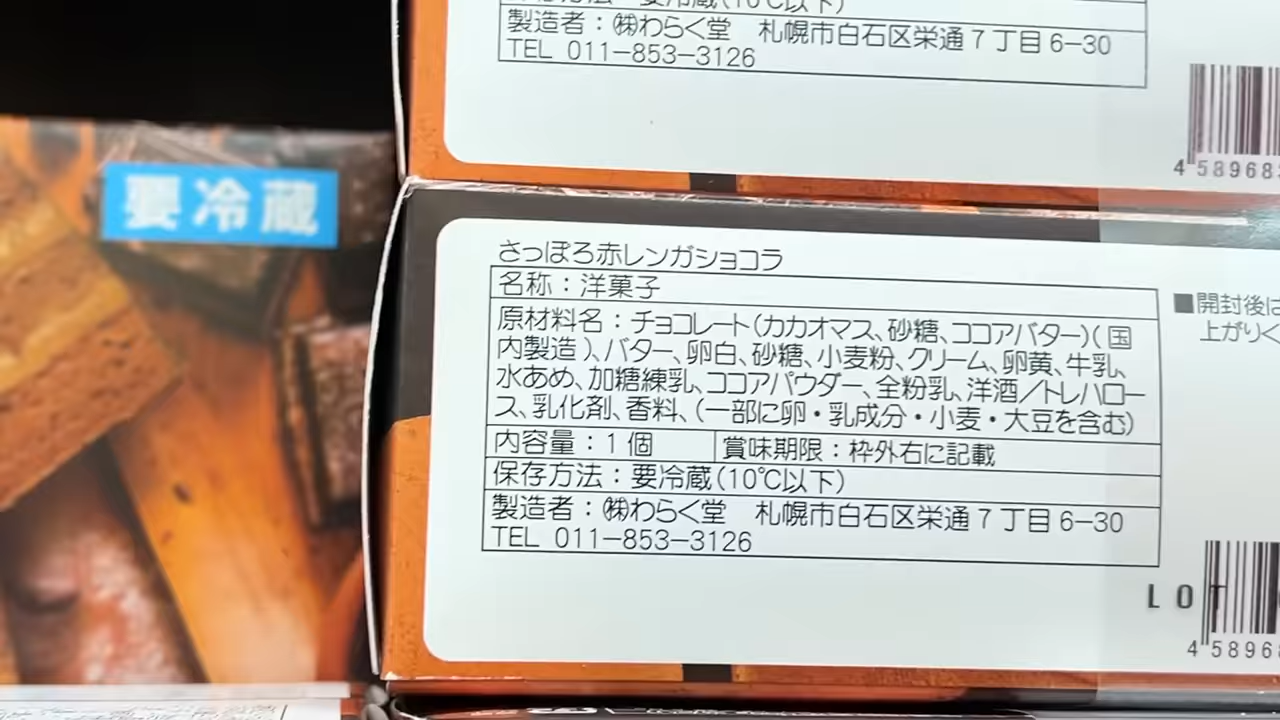 製造者：㈱わらく堂　札幌市白石区栄通7丁目6−30
TEL 011−853−3126
要冷蔵
さっぽろ赤レンガショコラ
名称：洋菓子
原材料名：チョコレート（カカオマス、砂糖、ココアバター）（国
内製造）、バター、卵白、砂糖、小麦粉、クリーム、卵黄、牛乳、
水あめ、加糖練乳、ココアパウダー、全粉乳、洋酒／トレハロー
ス、乳化剤、香料、（一部に卵・乳成分・小麦・大豆を含む）
内容量：1個　賞味期限：枠外右に記載
保存方法：要冷蔵（10℃以下）
製造者：㈱わらく堂　札幌市白石区栄通7丁目6−30
TEL 011−853−3126
■開封後は
上がりく
LOT
4 58968
4 58968